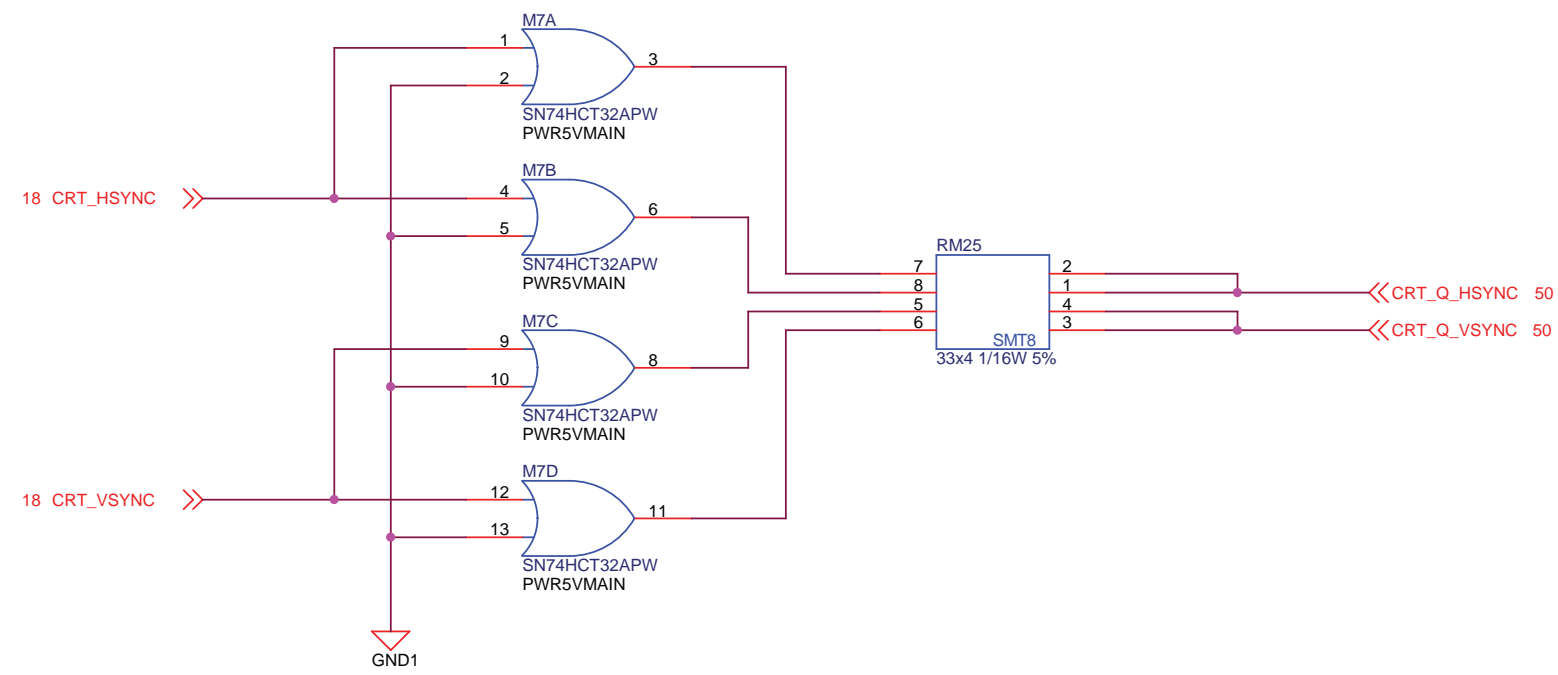 M7A
1
2
3
SN74HCT32APW
PWR5VMAIN
M7B
18 CRT_HSYNC
4
5
6
SN74HCT32APW
PWR5VMAIN
RM25
7
8
5
6
2
1
4
3
SMT8
33x4 1/16W 5%
CRT_Q_HSYNC 50
CRT_Q_VSYNC 50
M7C
9
10
8
SN74HCT32APW
PWR5VMAIN
M7D
18 CRT_VSYNC
12
13
11
SN74HCT32APW
PWR5VMAIN
GND1